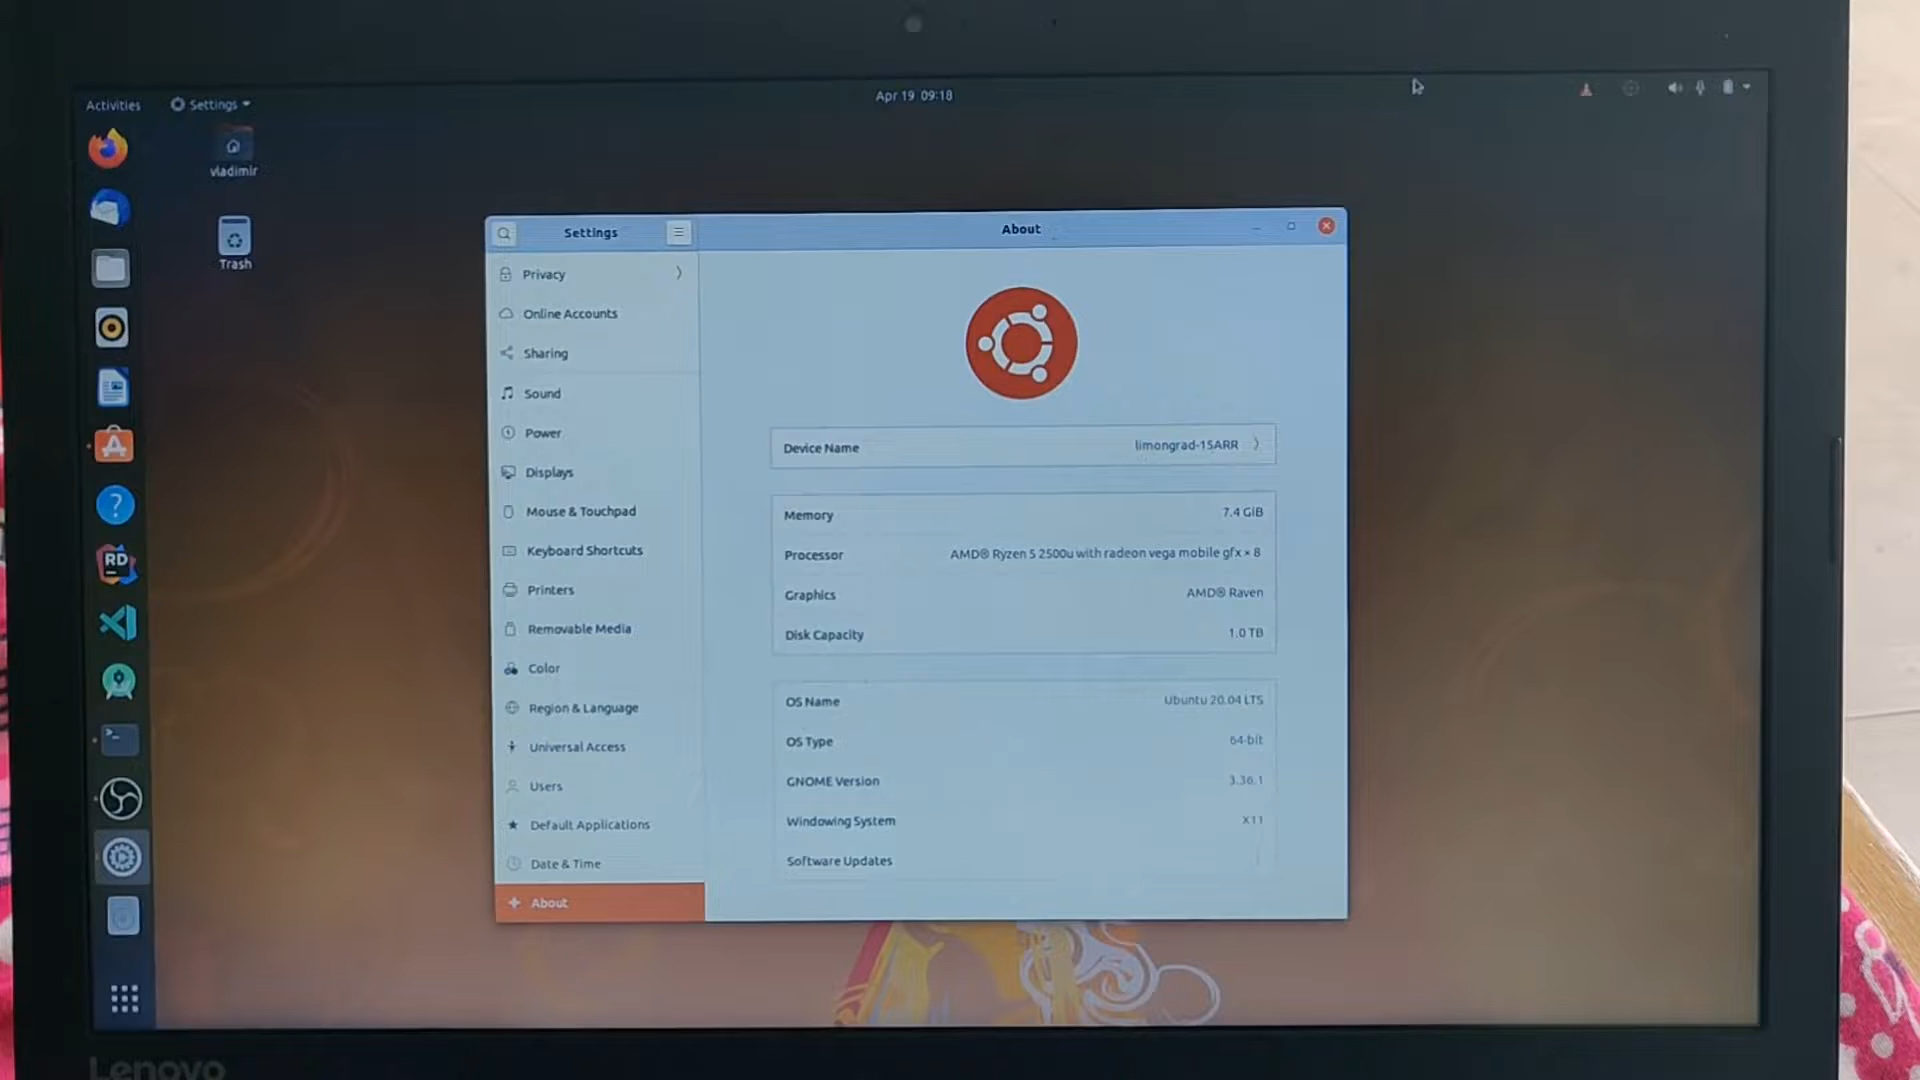 Activities
Settings
Apr 19 09:18
vladimir
Trash
Settings
About
Privacy
Online Accounts
Sharing
Sound
Power
Displays
Mouse & Touchpad
Keyboard Shortcuts
Printers
Removable Media
Color
Region & Language
Universal Access
Users
Default Applications
Date & Time
About
Device Name limongrad-15ARR
Memory 7.4 GiB
Processor AMD® Ryzen 5 2500u with radeon vega mobile gfx × 8
Graphics AMD® Raven
Disk Capacity 1.0 TB
OS Name Ubuntu 20.04 LTS
OS Type 64-bit
GNOME Version 3.36.1
Windowing System X11
Software Updates
RD
Lenovo